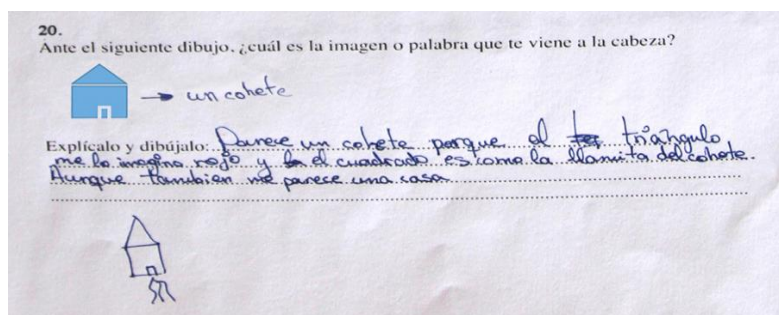 20.
Ante el siguiente dibujo, ¿cuál es la imagen o palabra que te viene a la cabeza?
→ un cohete
Explícalo y dibújalo: Parece un cohete porque el triángulo
me lo imagino rojo y el cuadrado es como la llamita del cohete.
Aunque tambien me parece una casa